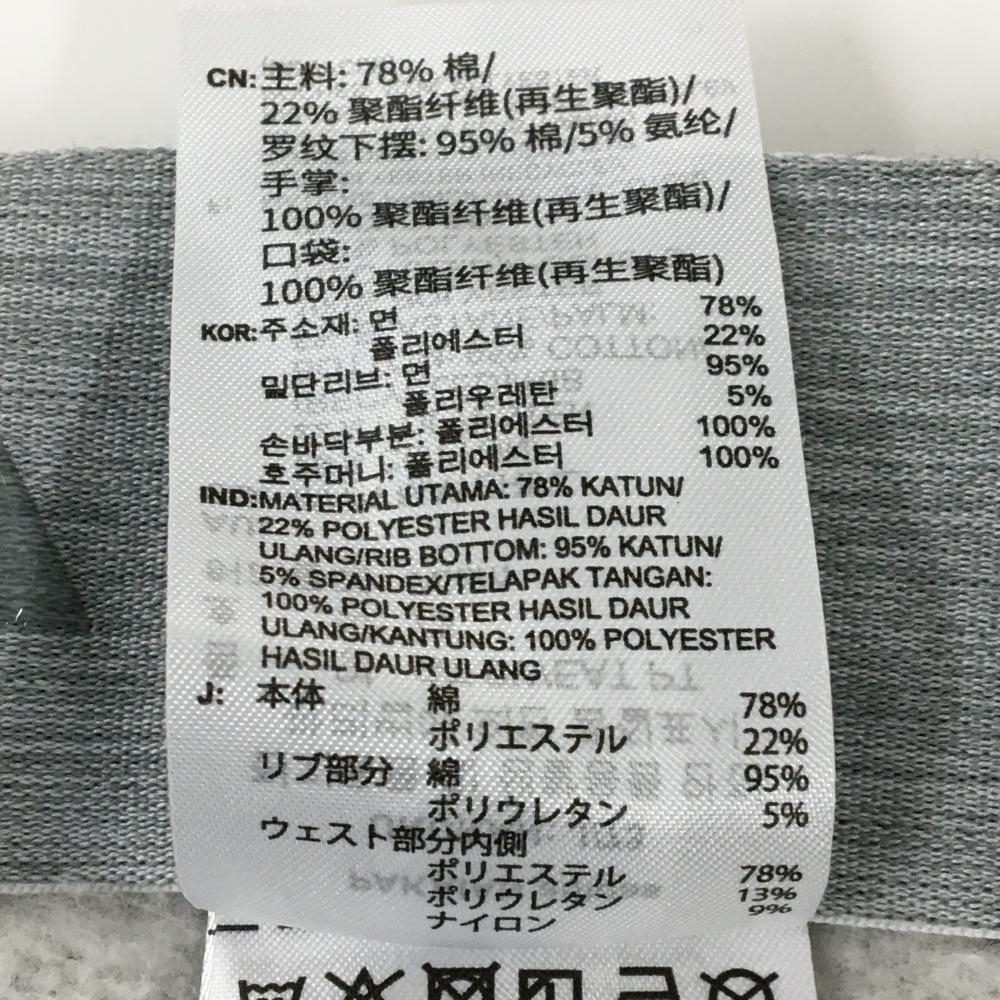 CN:主料: 78% 棉/
22% 聚酯纤维(再生聚酯)/
罗纹下摆: 95% 棉/5% 氨纶/
手掌:
100% 聚酯纤维(再生聚酯)/
口袋:
100% 聚酯纤维(再生聚酯)
KOR:주소재: 면 78%
폴리에스터 22%
밑단리브: 면 95%
폴리우레탄 5%
손바닥부분: 폴리에스터 100%
호주머니: 폴리에스터 100%
IND:MATERIAL UTAMA: 78% KATUN/
22% POLYESTER HASIL DAUR
ULANG/RIB BOTTOM: 95% KATUN/
5% SPANDEX/TELAPAK TANGAN:
100% POLYESTER HASIL DAUR
ULANG/KANTUNG: 100% POLYESTER
HASIL DAUR ULANG
J: 本体 綿 78%
ポリエステル 22%
リブ部分 綿 95%
ポリウレタン 5%
ウェスト部分内側
ポリエステル 78%
ポリウレタン 13%
ナイロン 9%